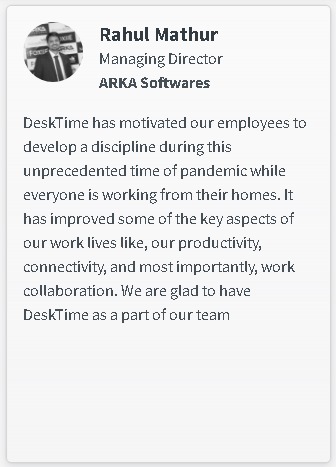 Rahul Mathur
Managing Director
ARKA Softwares
DeskTime has motivated our employees to
develop a discipline during this
unprecedented time of pandemic while
everyone is working from their homes. It
has improved some of the key aspects of
our work lives like, our productivity,
connectivity, and most importantly, work
collaboration. We are glad to have
DeskTime as a part of our team